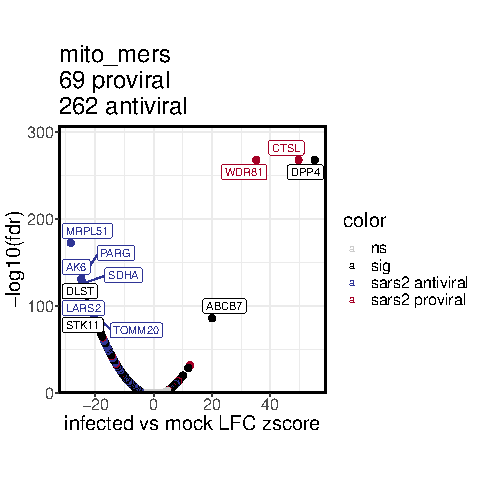 mito_mers
69 proviral
262 antiviral
300
200
100
0
-log10(fdr)
CTSL
WDR81
DPP4
MRPL51
PARG
AK6
SDHA
DLST
LARS2
ABCB7
STK11
TOMM20
−20
0
20
40
infected vs mock LFC zscore
color
a ns
a sig
a sars2 antiviral
a sars2 proviral